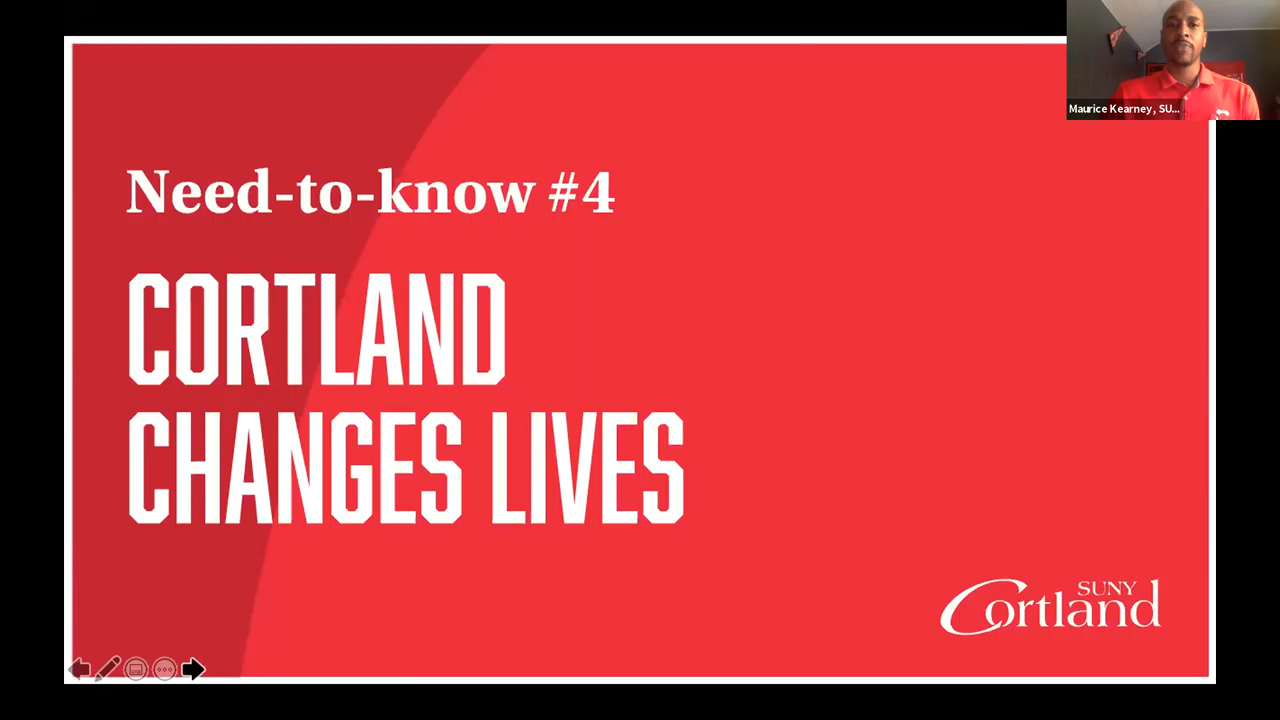 Maurice Kearney, SU...
Need-to-know #4
CORTLAND
CHANGES LIVES
SUNY
Cortland